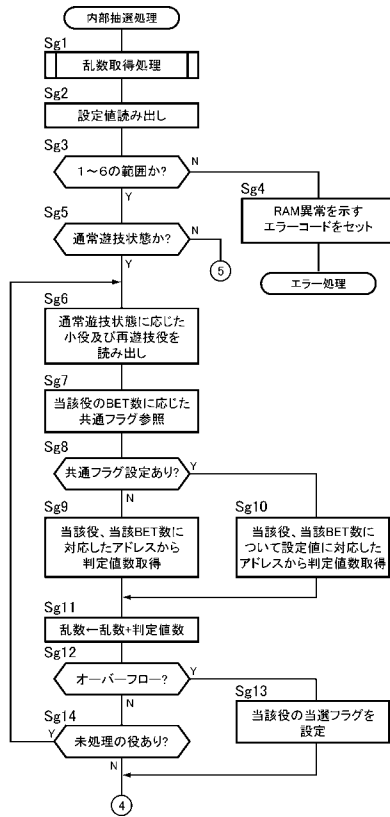 内部抽選処理
Sg1
乱数取得処理
Sg2
設定値読み出し
Sg3
1～6の範囲か?
N
Y
Sg4
RAM異常を示す
エラーコードをセット
エラー処理
Sg5
通常遊技状態か?
N
Y
5
Sg6
通常遊技状態に応じた
小役及び再遊技役を
読み出し
Sg7
当該役のBET数に応じた
共通フラグ参照
Sg8
共通フラグ設定あり?
Y
N
Sg9
当該役、当該BET数に
対応したアドレスから
判定値数取得
Sg10
当該役、当該BET数に
ついて設定値に対応した
アドレスから判定値数取得
Sg11
乱数←乱数+判定値数
Sg12
オーバーフロー?
Y
N
Sg13
当該役の当選フラグを
設定
Sg14
未処理の役あり?
Y
N
4